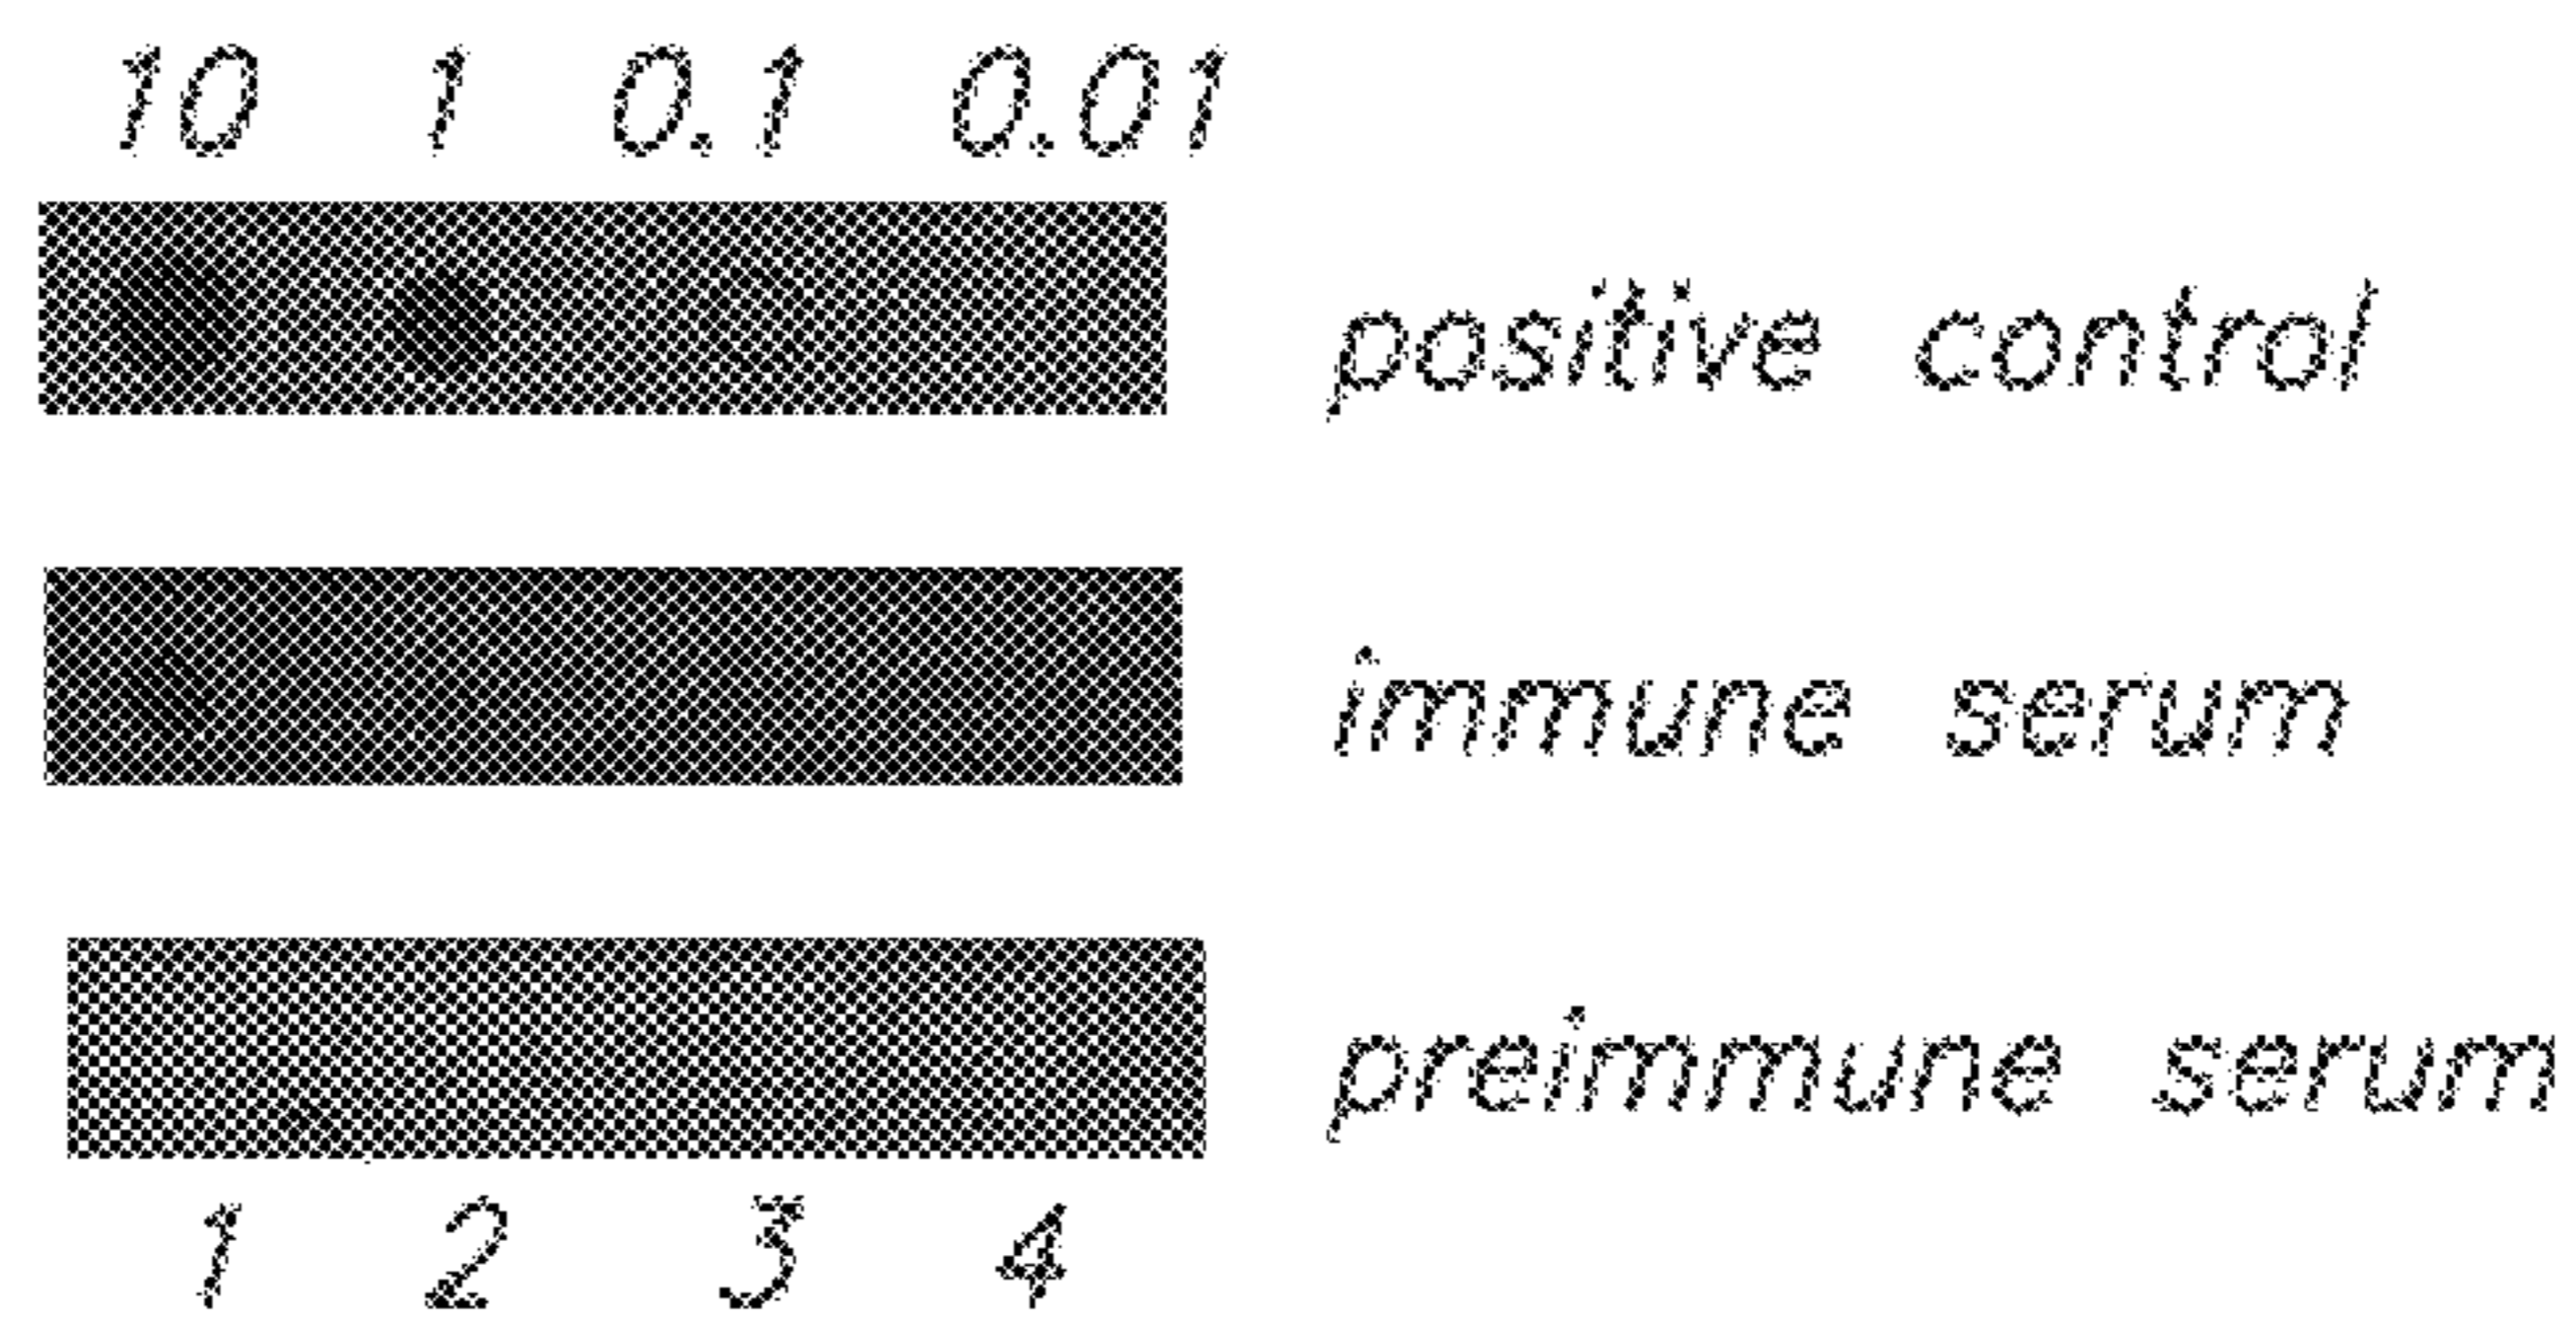 10 1 0.1 0.01
positive control
immune serum
preimmune serum
1 2 3 4